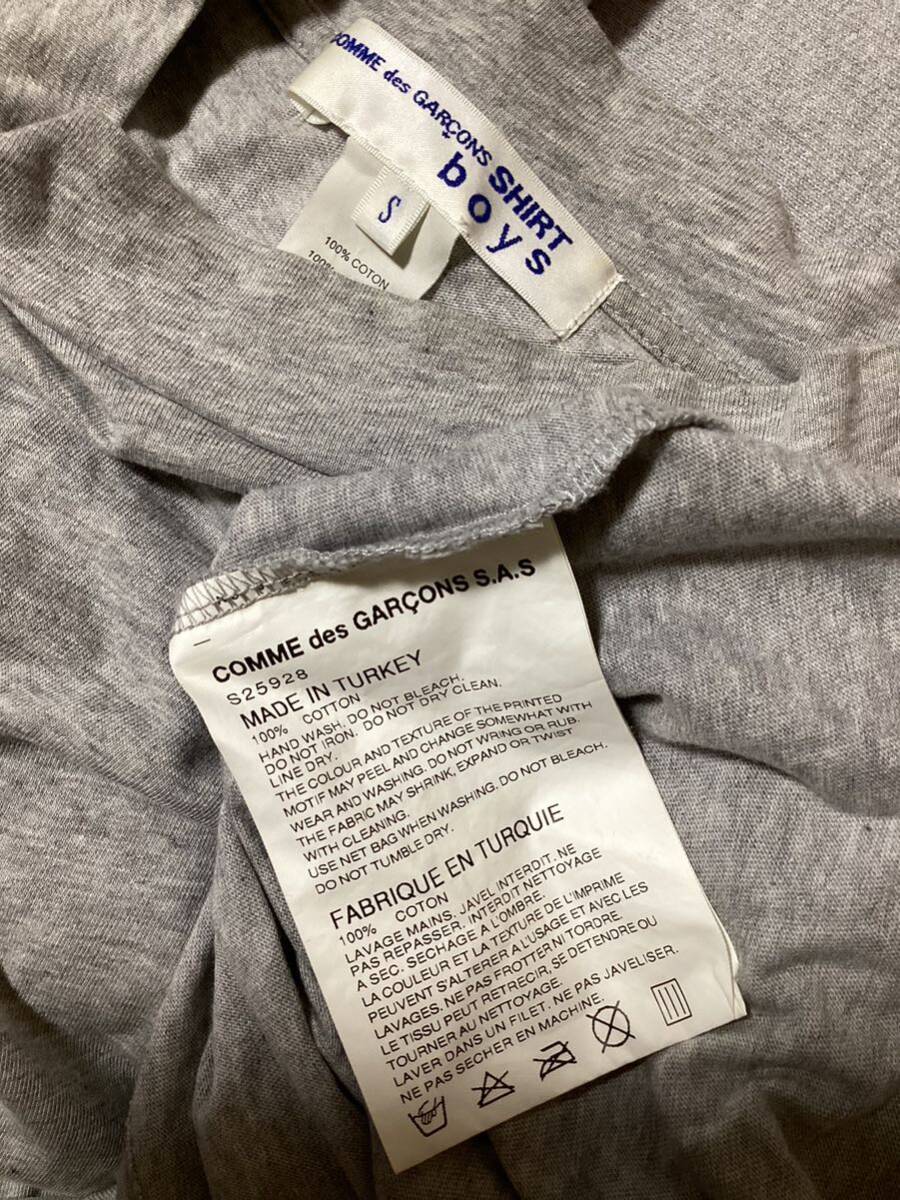 COMME des GARÇONS SHIRT
boys
S
100% COTON
100%
COMME des GARÇONS S.A.S
S25928
MADE IN TURKEY
100% COTTON
HAND WASH. DO NOT BLEACH.
DO NOT IRON. DO NOT DRY CLEAN.
LINE DRY.
THE COLOUR AND TEXTURE OF THE PRINTED
MOTIF MAY PEEL AND CHANGE SOMEWHAT WITH
WEAR AND WASHING. DO NOT WRING OR RUB.
THE FABRIC MAY SHRINK, EXPAND OR TWIST
WITH CLEANING.
USE NET BAG WHEN WASHING. DO NOT BLEACH.
DO NOT TUMBLE DRY.
FABRIQUE EN TURQUIE
100% COTON
LAVAGE MAINS. JAVEL INTERDIT. NE
PAS REPASSER. INTERDIT NETTOYAGE
A SEC. SECHAGE A L'OMBRE.
LA COULEUR ET LA TEXTURE DE L'IMPRIME
PEUVENT S'ALTERER A L'USAGE ET AVEC LES
LAVAGES. NE PAS FROTTER NI TORDRE.
LE TISSU PEUT RETRECIR, SE DETENDRE OU
TOURNER AU NETTOYAGE.
LAVER DANS UN FILET. NE PAS JAVELISER.
NE PAS SECHER EN MACHINE.